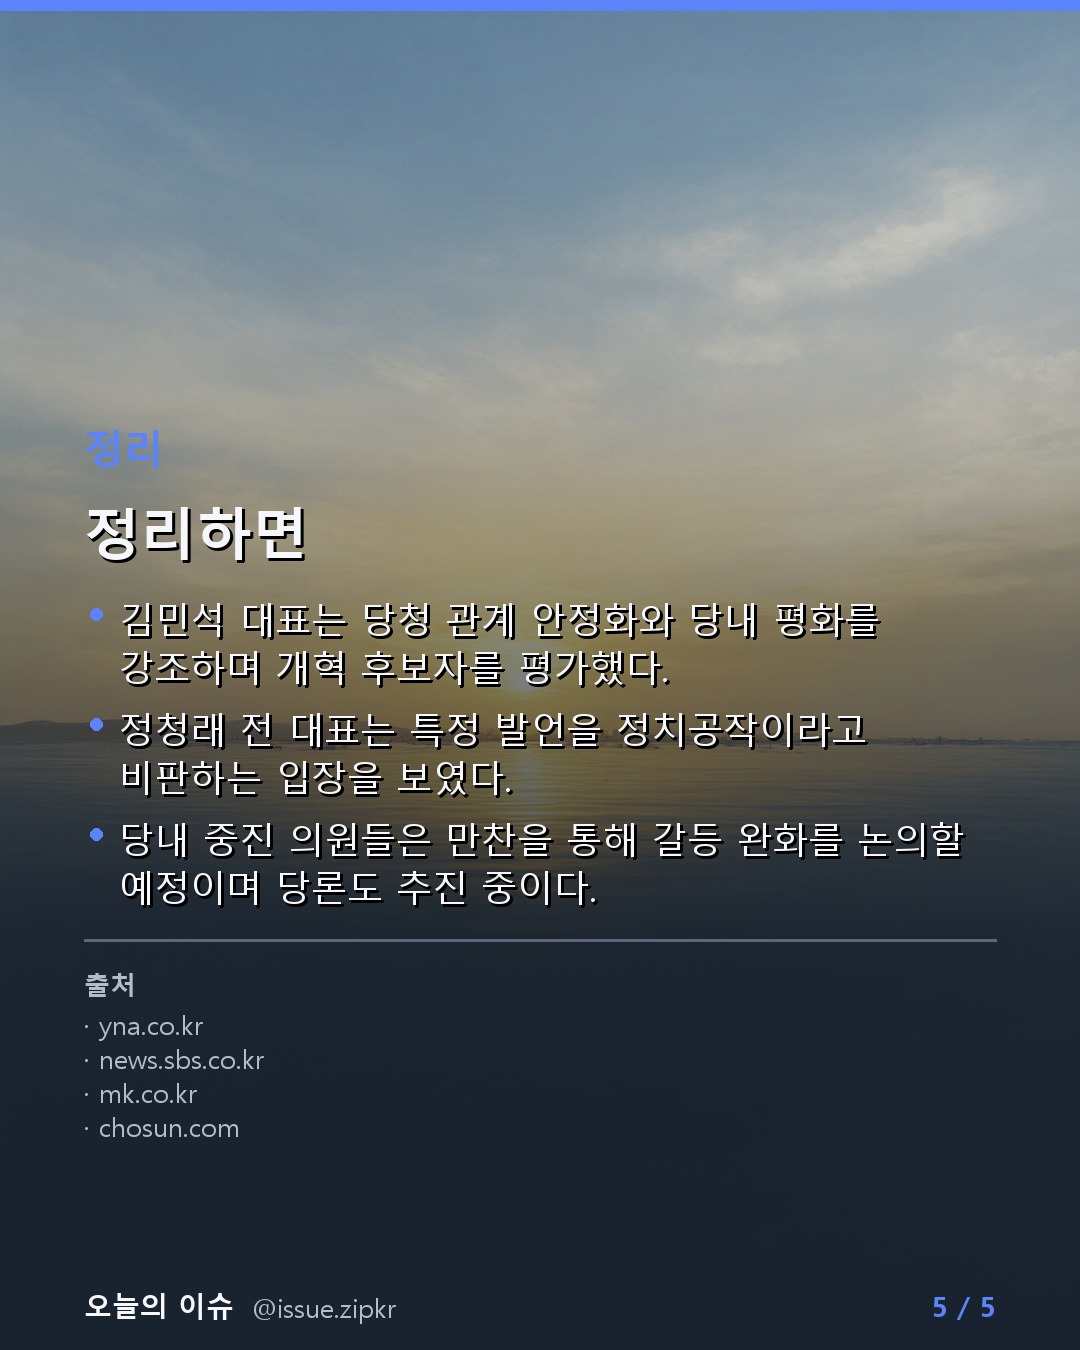 정리
정리하면
• 김민석 대표는 당청 관계 안정화와 당내 평화를
강조하며 개혁 후보자를 평가했다.
• 정청래 전 대표는 특정 발언을 정치공작이라고
비판하는 입장을 보였다.
• 당내 중진 의원들은 만찬을 통해 갈등 완화를 논의할
예정이며 당론도 추진 중이다.
출처
· yna.co.kr
· news.sbs.co.kr
· mk.co.kr
· chosun.com
오늘의 이슈 @issue.zipkr 5 / 5